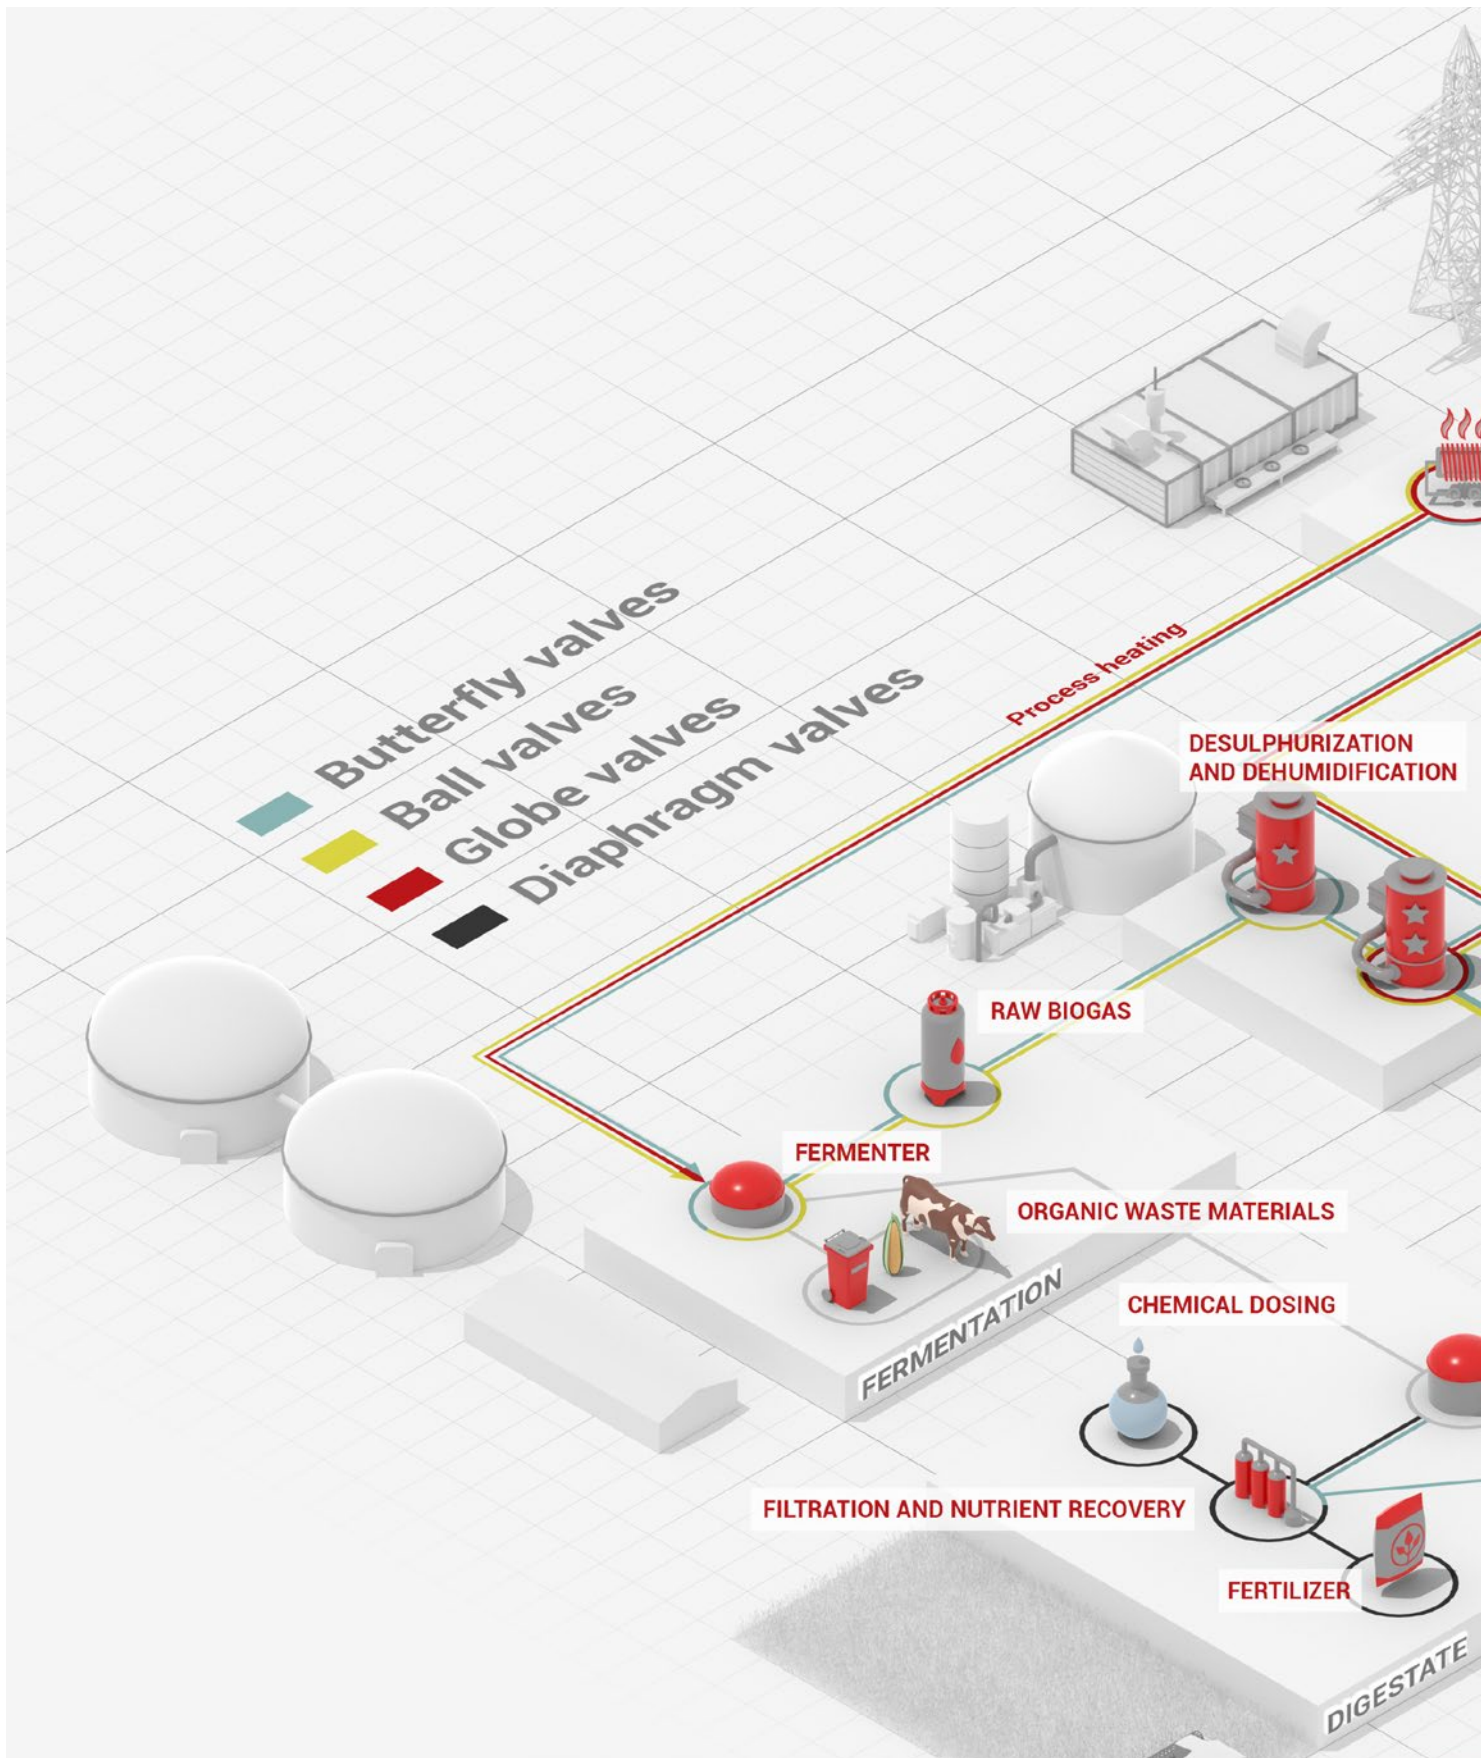 Butterfly valves
Ball valves
Globe valves
Diaphragm valves
Process heating
DESULPHURIZATION
AND DEHUMIDIFICATION
RAW BIOGAS
FERMENTER
ORGANIC WASTE MATERIALS
FERMENTATION
CHEMICAL DOSING
FILTRATION AND NUTRIENT RECOVERY
FERTILIZER
DIGESTATE